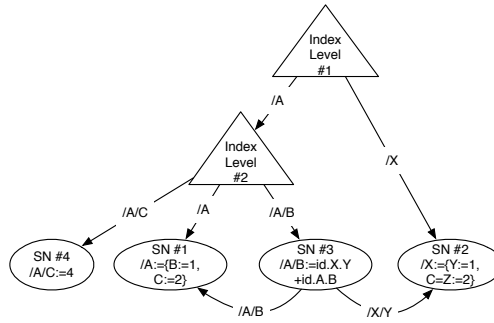 Index
Level
#1
/A
Index
Level
#2
/X
/A/C
/A
/A/B
SN #4
/A/C:=4
SN #1
/A:={B:=1,
C:=2}
SN #3
/A/B:=id.X.Y
+id.A.B
SN #2
/X:={Y:=1,
C=Z:=2}
/A/B
/X/Y